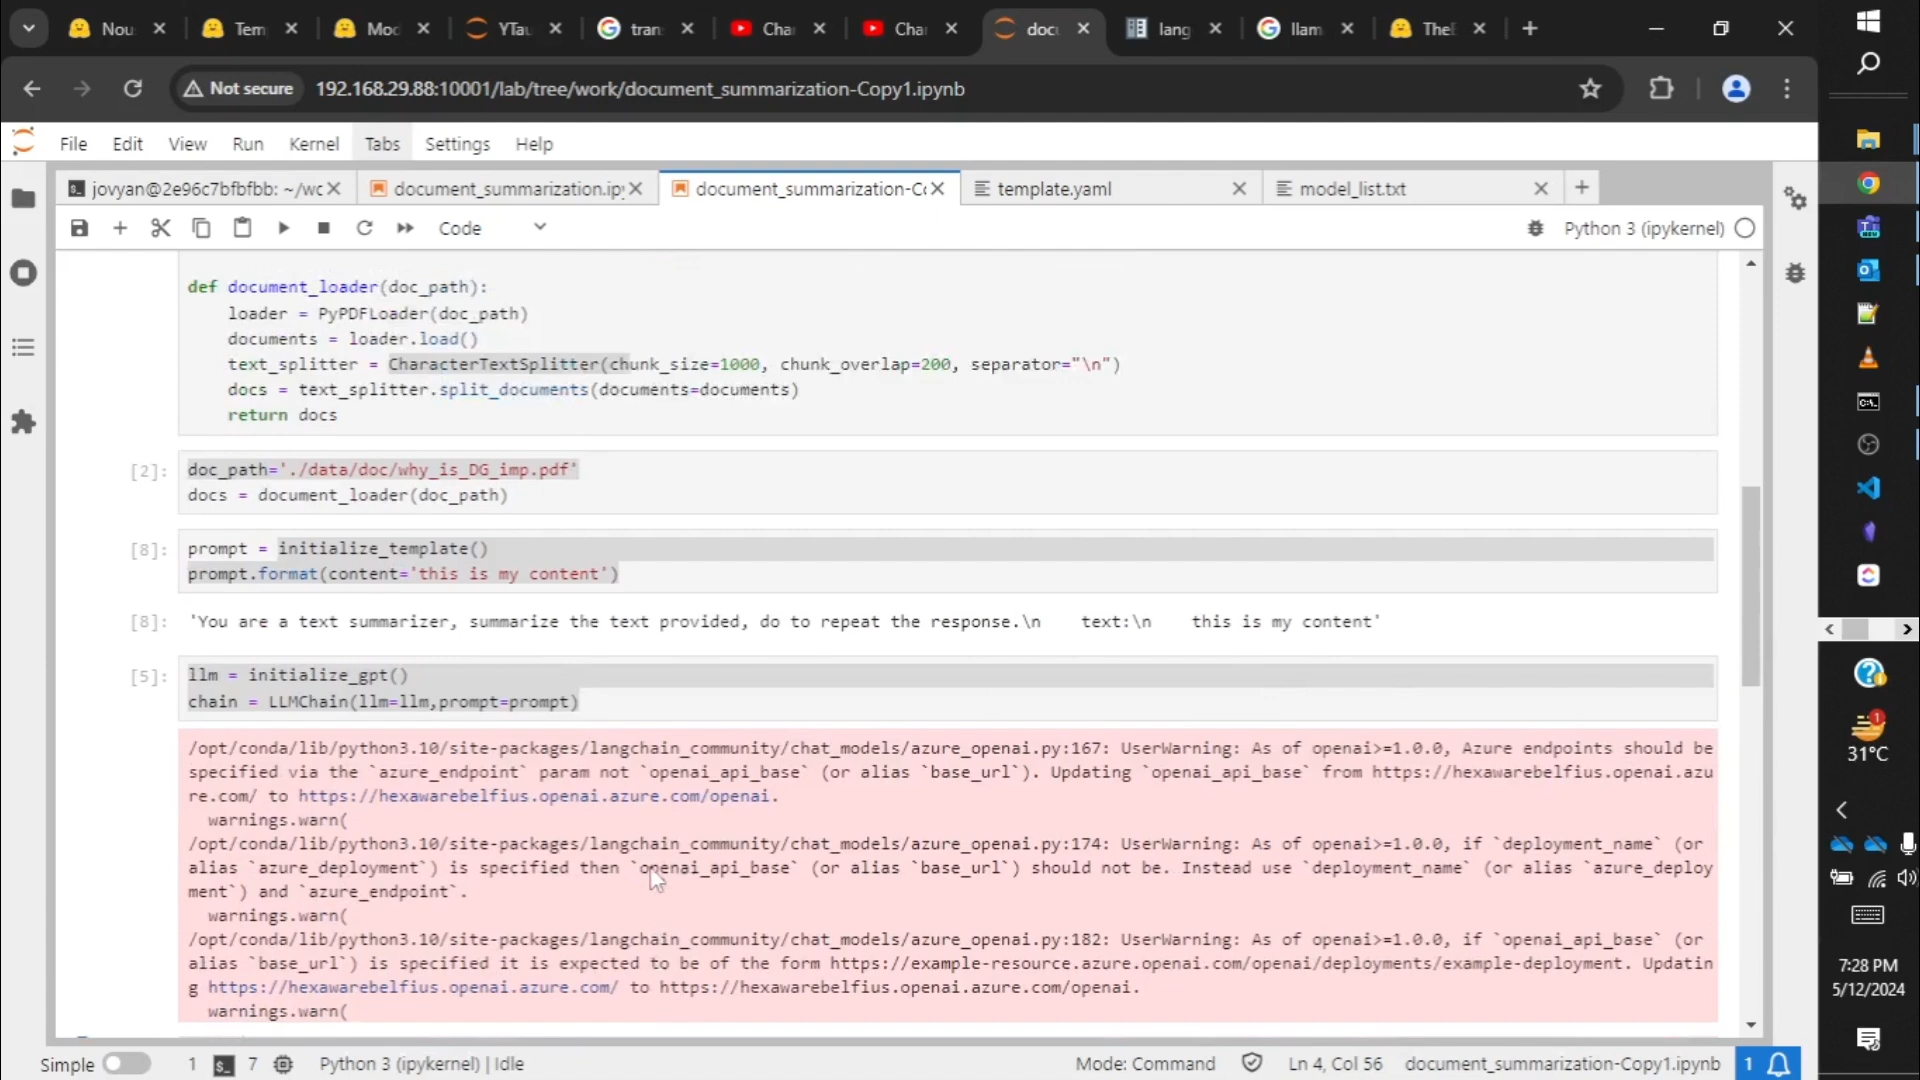 Nou
Tem
Mod
YTau
tran
Cha
Cha
docu
lang
llam
TheB
Not secure
192.168.29.88:10001/lab/tree/work/document_summarization-Copy1.ipynb
File Edit View Run Kernel Tabs Settings Help
jovyan@2e96c7bfbfbb: ~/wo
document_summarization.ipy
document_summarization-Co
template.yaml
model_list.txt
Code
Python 3 (ipykernel)
def document_loader(doc_path):
    loader = PyPDFLoader(doc_path)
    documents = loader.load()
    text_splitter = CharacterTextSplitter(chunk_size=1000, chunk_overlap=200, separator="\n")
    docs = text_splitter.split_documents(documents=documents)
    return docs
[2]: doc_path='./data/doc/why_is_DG_imp.pdf'
docs = document_loader(doc_path)
[8]: prompt = initialize_template()
prompt.format(content='this is my content')
[8]: 'You are a text summarizer, summarize the text provided, do to repeat the response.\n    text:\n    this is my content'
[5]: llm = initialize_gpt()
chain = LLMChain(llm=llm,prompt=prompt)
/opt/conda/lib/python3.10/site-packages/langchain_community/chat_models/azure_openai.py:167: UserWarning: As of openai>=1.0.0, Azure endpoints should be
specified via the `azure_endpoint` param not `openai_api_base` (or alias `base_url`). Updating `openai_api_base` from https://hexawarebelfius.openai.azu
re.com/ to https://hexawarebelfius.openai.azure.com/openai.
  warnings.warn(
/opt/conda/lib/python3.10/site-packages/langchain_community/chat_models/azure_openai.py:174: UserWarning: As of openai>=1.0.0, if `deployment_name` (or
alias `azure_deployment`) is specified then `openai_api_base` (or alias `base_url`) should not be. Instead use `deployment_name` (or alias `azure_deploy
ment`) and `azure_endpoint`.
  warnings.warn(
/opt/conda/lib/python3.10/site-packages/langchain_community/chat_models/azure_openai.py:182: UserWarning: As of openai>=1.0.0, if `openai_api_base` (or
alias `base_url`) is specified it is expected to be of the form https://example-resource.azure.openai.com/openai/deployments/example-deployment. Updatin
g https://hexawarebelfius.openai.azure.com/ to https://hexawarebelfius.openai.azure.com/openai.
  warnings.warn(
Simple 1 7 Python 3 (ipykernel) | Idle Mode: Command Ln 4, Col 56 document_summarization-Copy1.ipynb 1
1
31°C
7:28 PM
5/12/2024